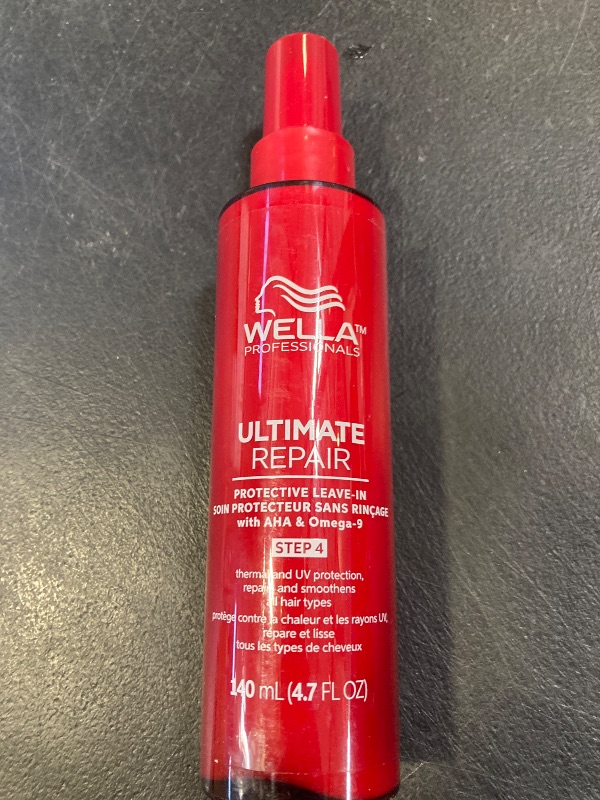 WELLA™
PROFESSIONALS
ULTIMATE
REPAIR
PROTECTIVE LEAVE-IN
SOIN PROTECTEUR SANS RINÇAGE
with AHA & Omega-9
STEP 4
thermal and UV protection,
repairs and smoothens
all hair types
protège contre la chaleur et les rayons UV,
répare et lisse
tous les types de cheveux
140 mL (4.7 FL OZ)